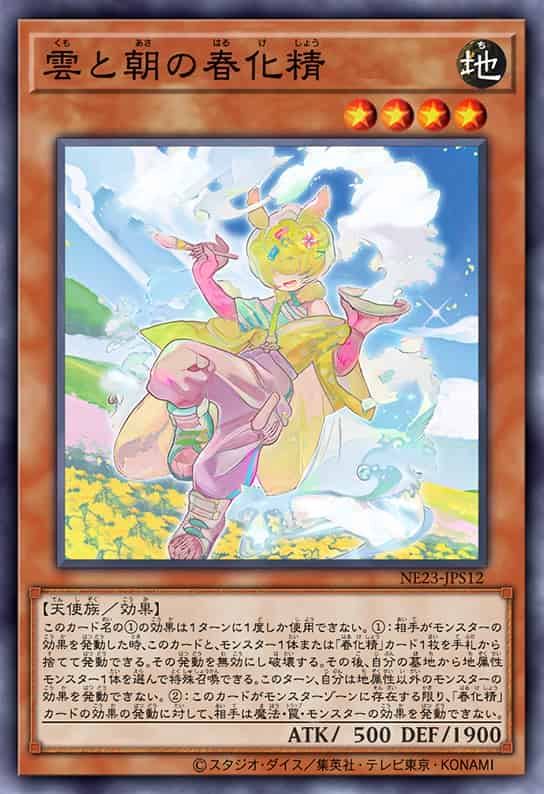 雲と朝の春化精
地
NE23-JPS12
【天使族／効果】
このカード名の①の効果は1ターンに1度しか使用できない。①：相手がモンスターの
効果を発動した時、このカードと、モンスター1体または「春化精」カード1枚を手札から
捨てて発動できる。その発動を無効にし破壊する。その後、自分の墓地から地属性
モンスター1体を選んで特殊召喚できる。このターン、自分は地属性以外のモンスターの
効果を発動できない。②：このカードがモンスターゾーンに存在する限り、「春化精」
カードの効果の発動に対して、相手は魔法・罠・モンスターの効果を発動できない。
ATK/ 500 DEF/1900
©スタジオ・ダイス／集英社・テレビ東京・KONAMI